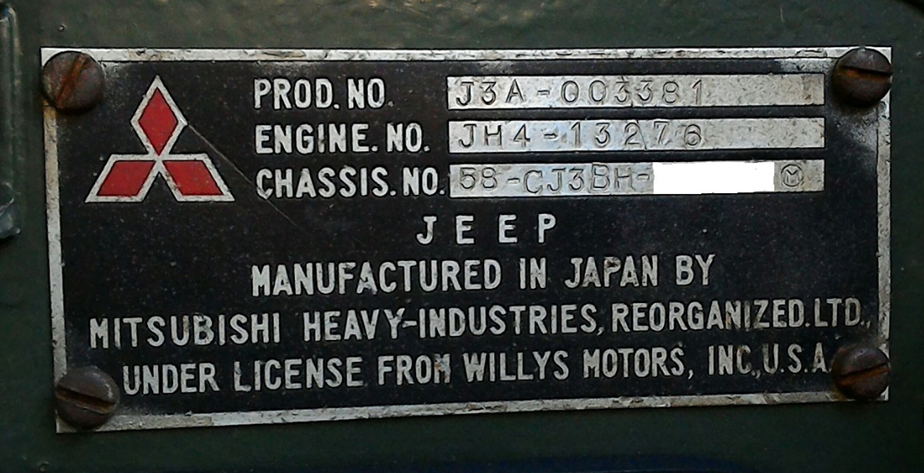 PROD. NO. J3A-003381
ENGINE. NO. JH4-13276
CHASSIS. NO. 58-CJ3BH- Ⓜ
JEEP
MANUFACTURED IN JAPAN BY
MITSUBISHI HEAVY-INDUSTRIES, REORGANIZED. LTD.,
UNDER LICENSE FROM WILLYS MOTORS, INC., U.S.A.